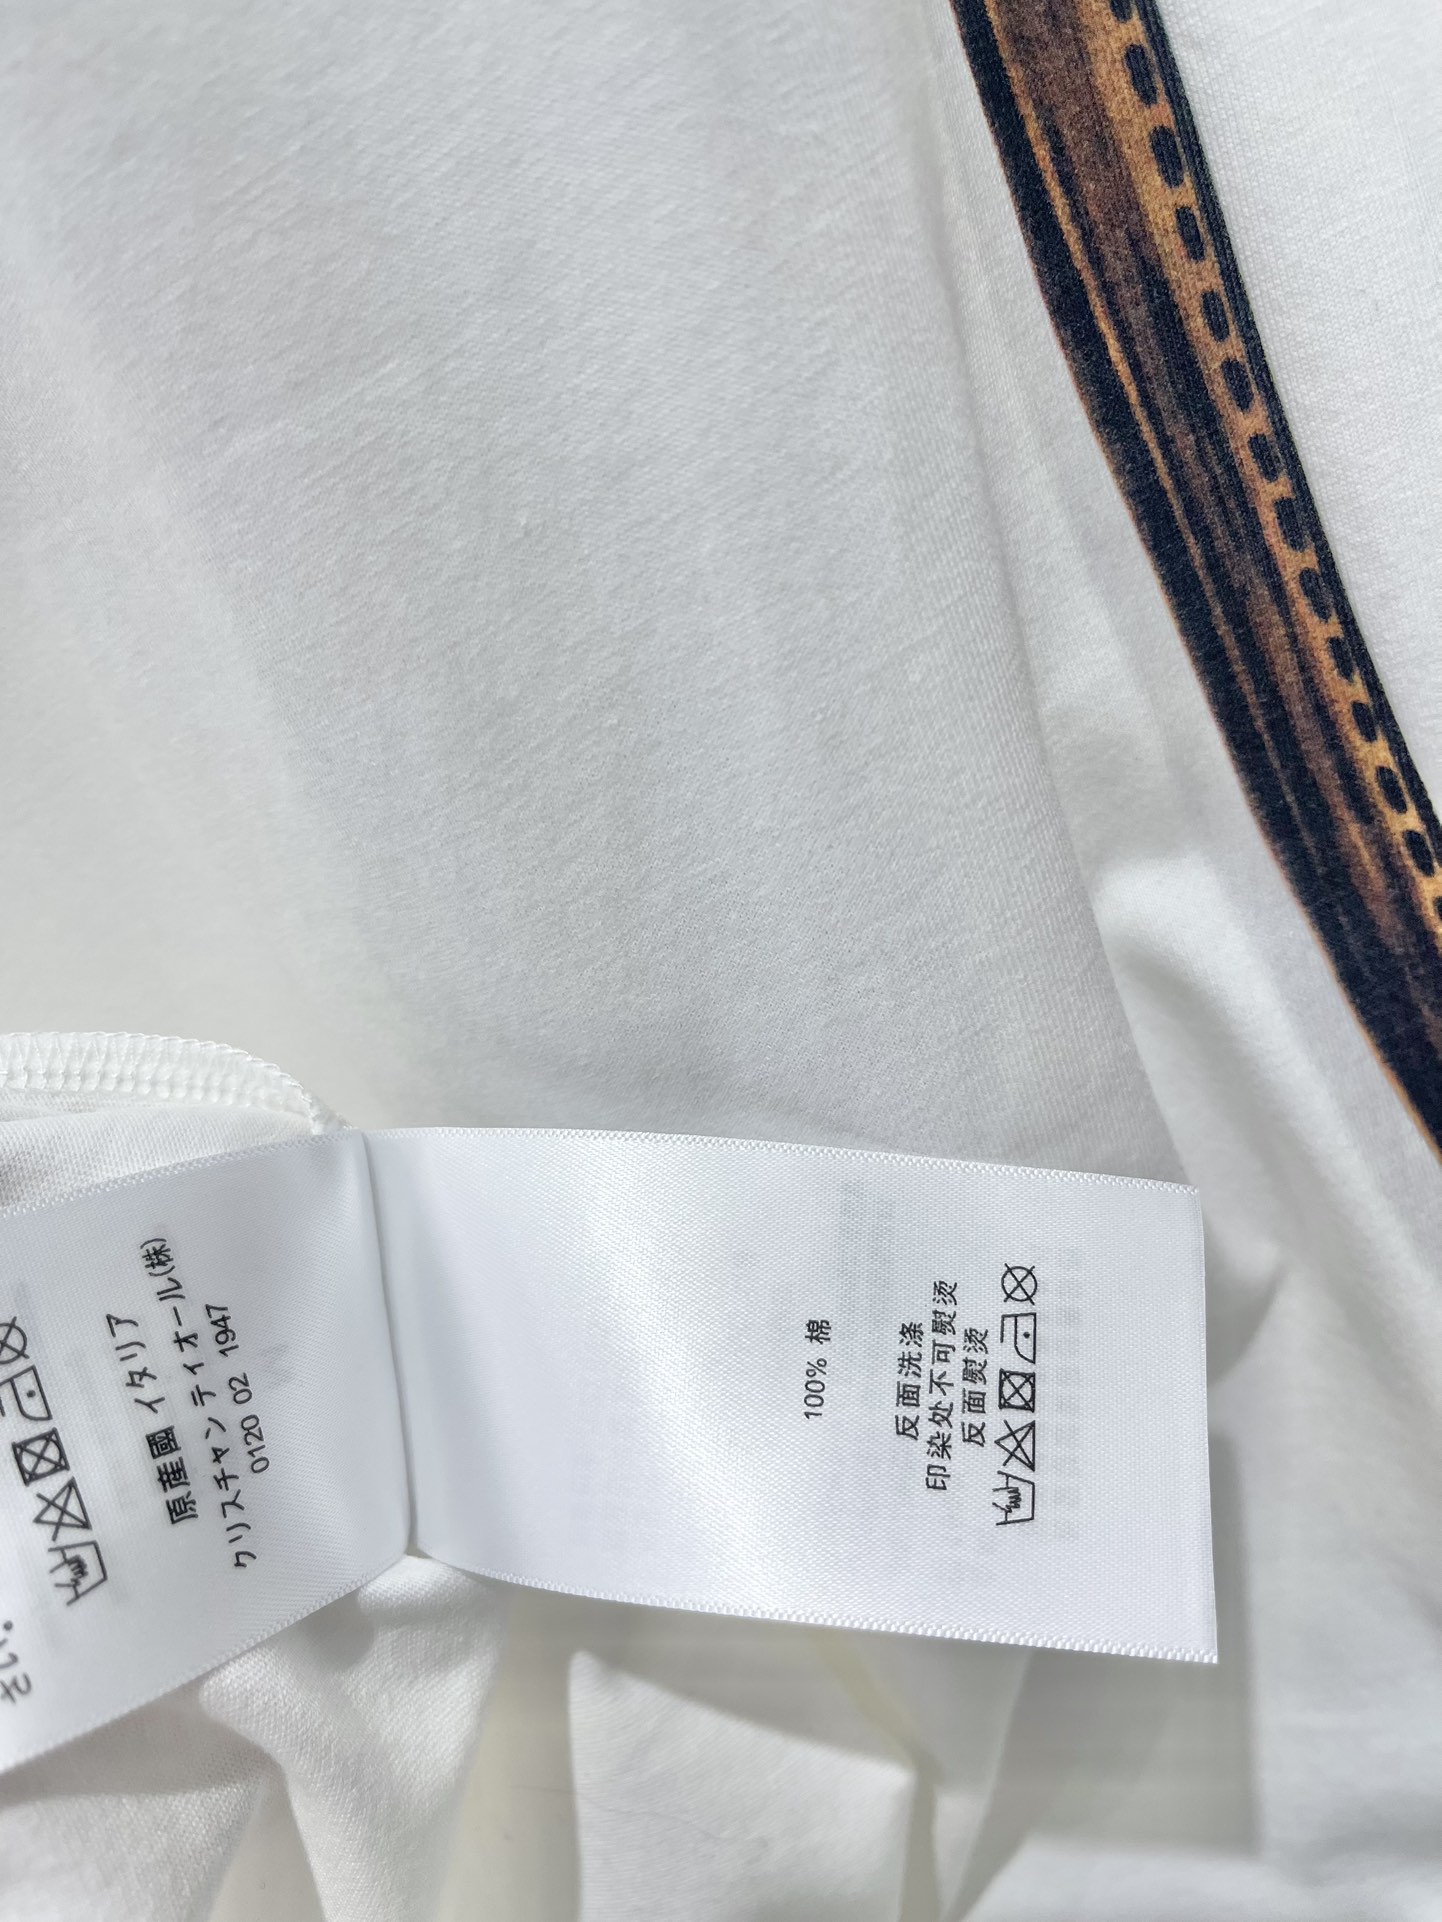 原産國 イタリア
クリスチャンディオール(株)
0120 02 1947
100% 棉
反面洗涤
印染处不可熨烫
反面熨烫